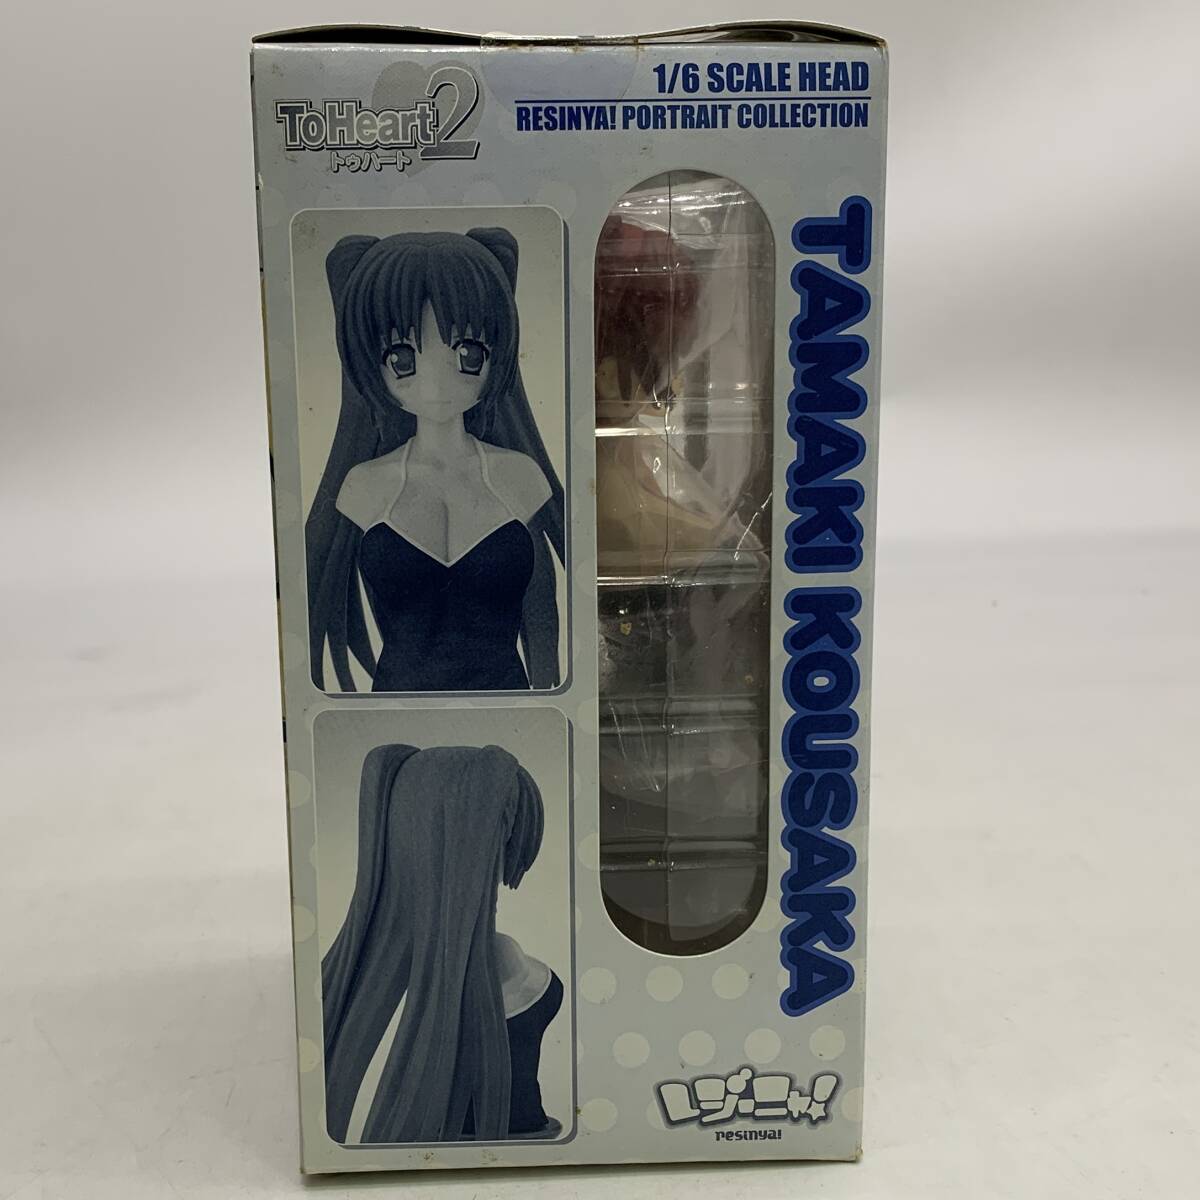 ToHeart2
トゥハート
1/6 SCALE HEAD
RESINYA! PORTRAIT COLLECTION
TAMAKI KOUSAKA
レジーニャ!
resinya!